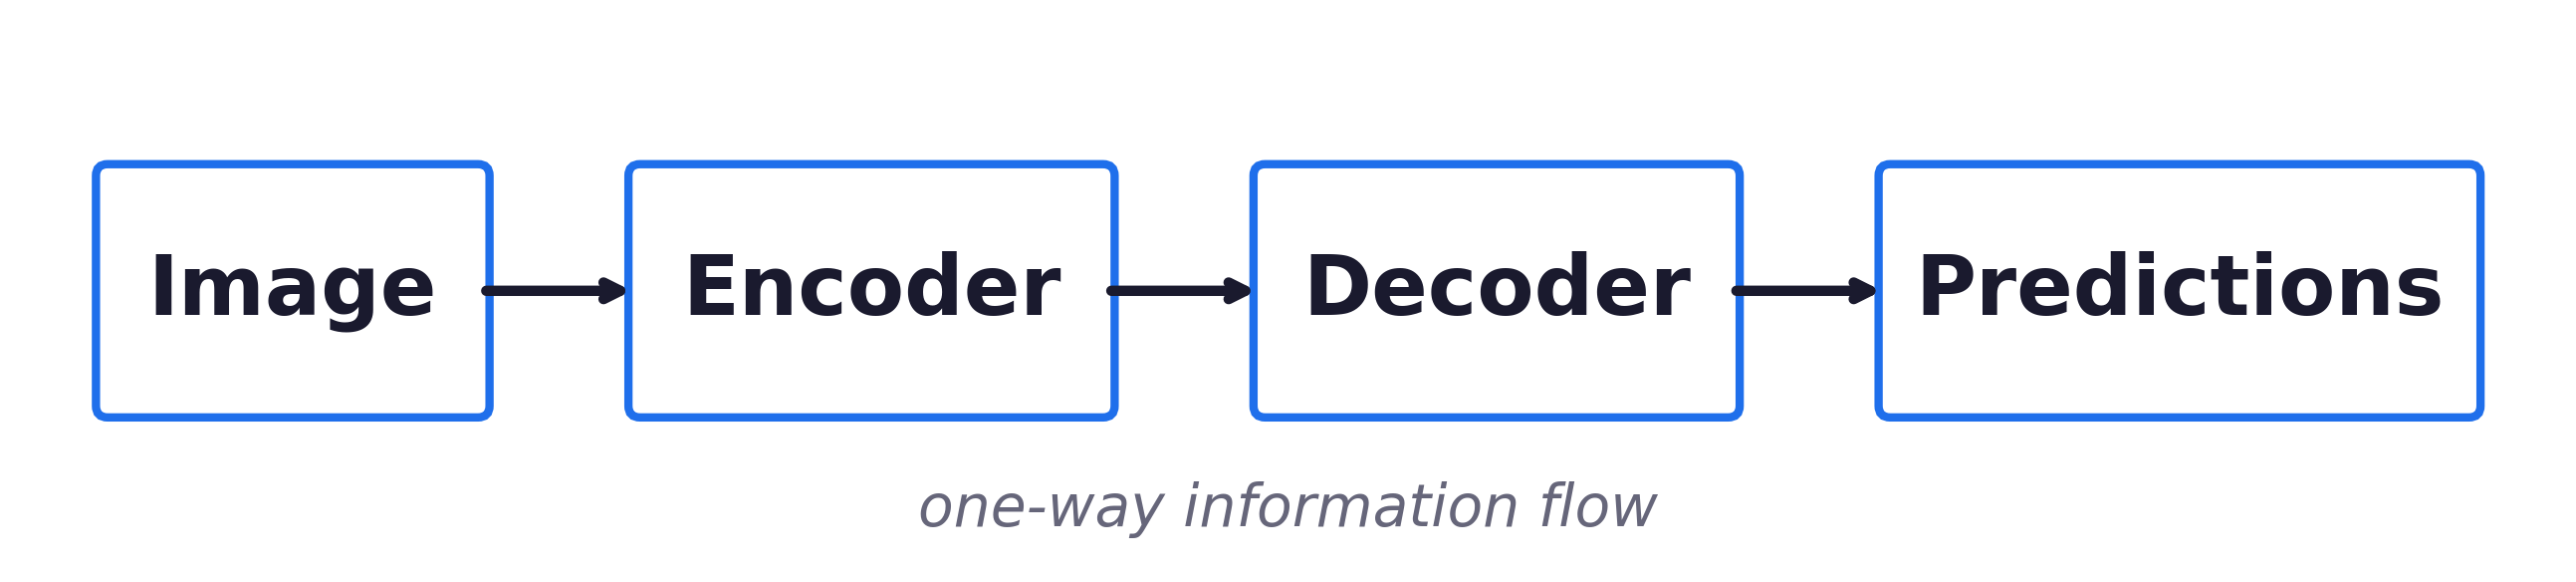 Image Encoder Decoder Predictions
one-way information flow